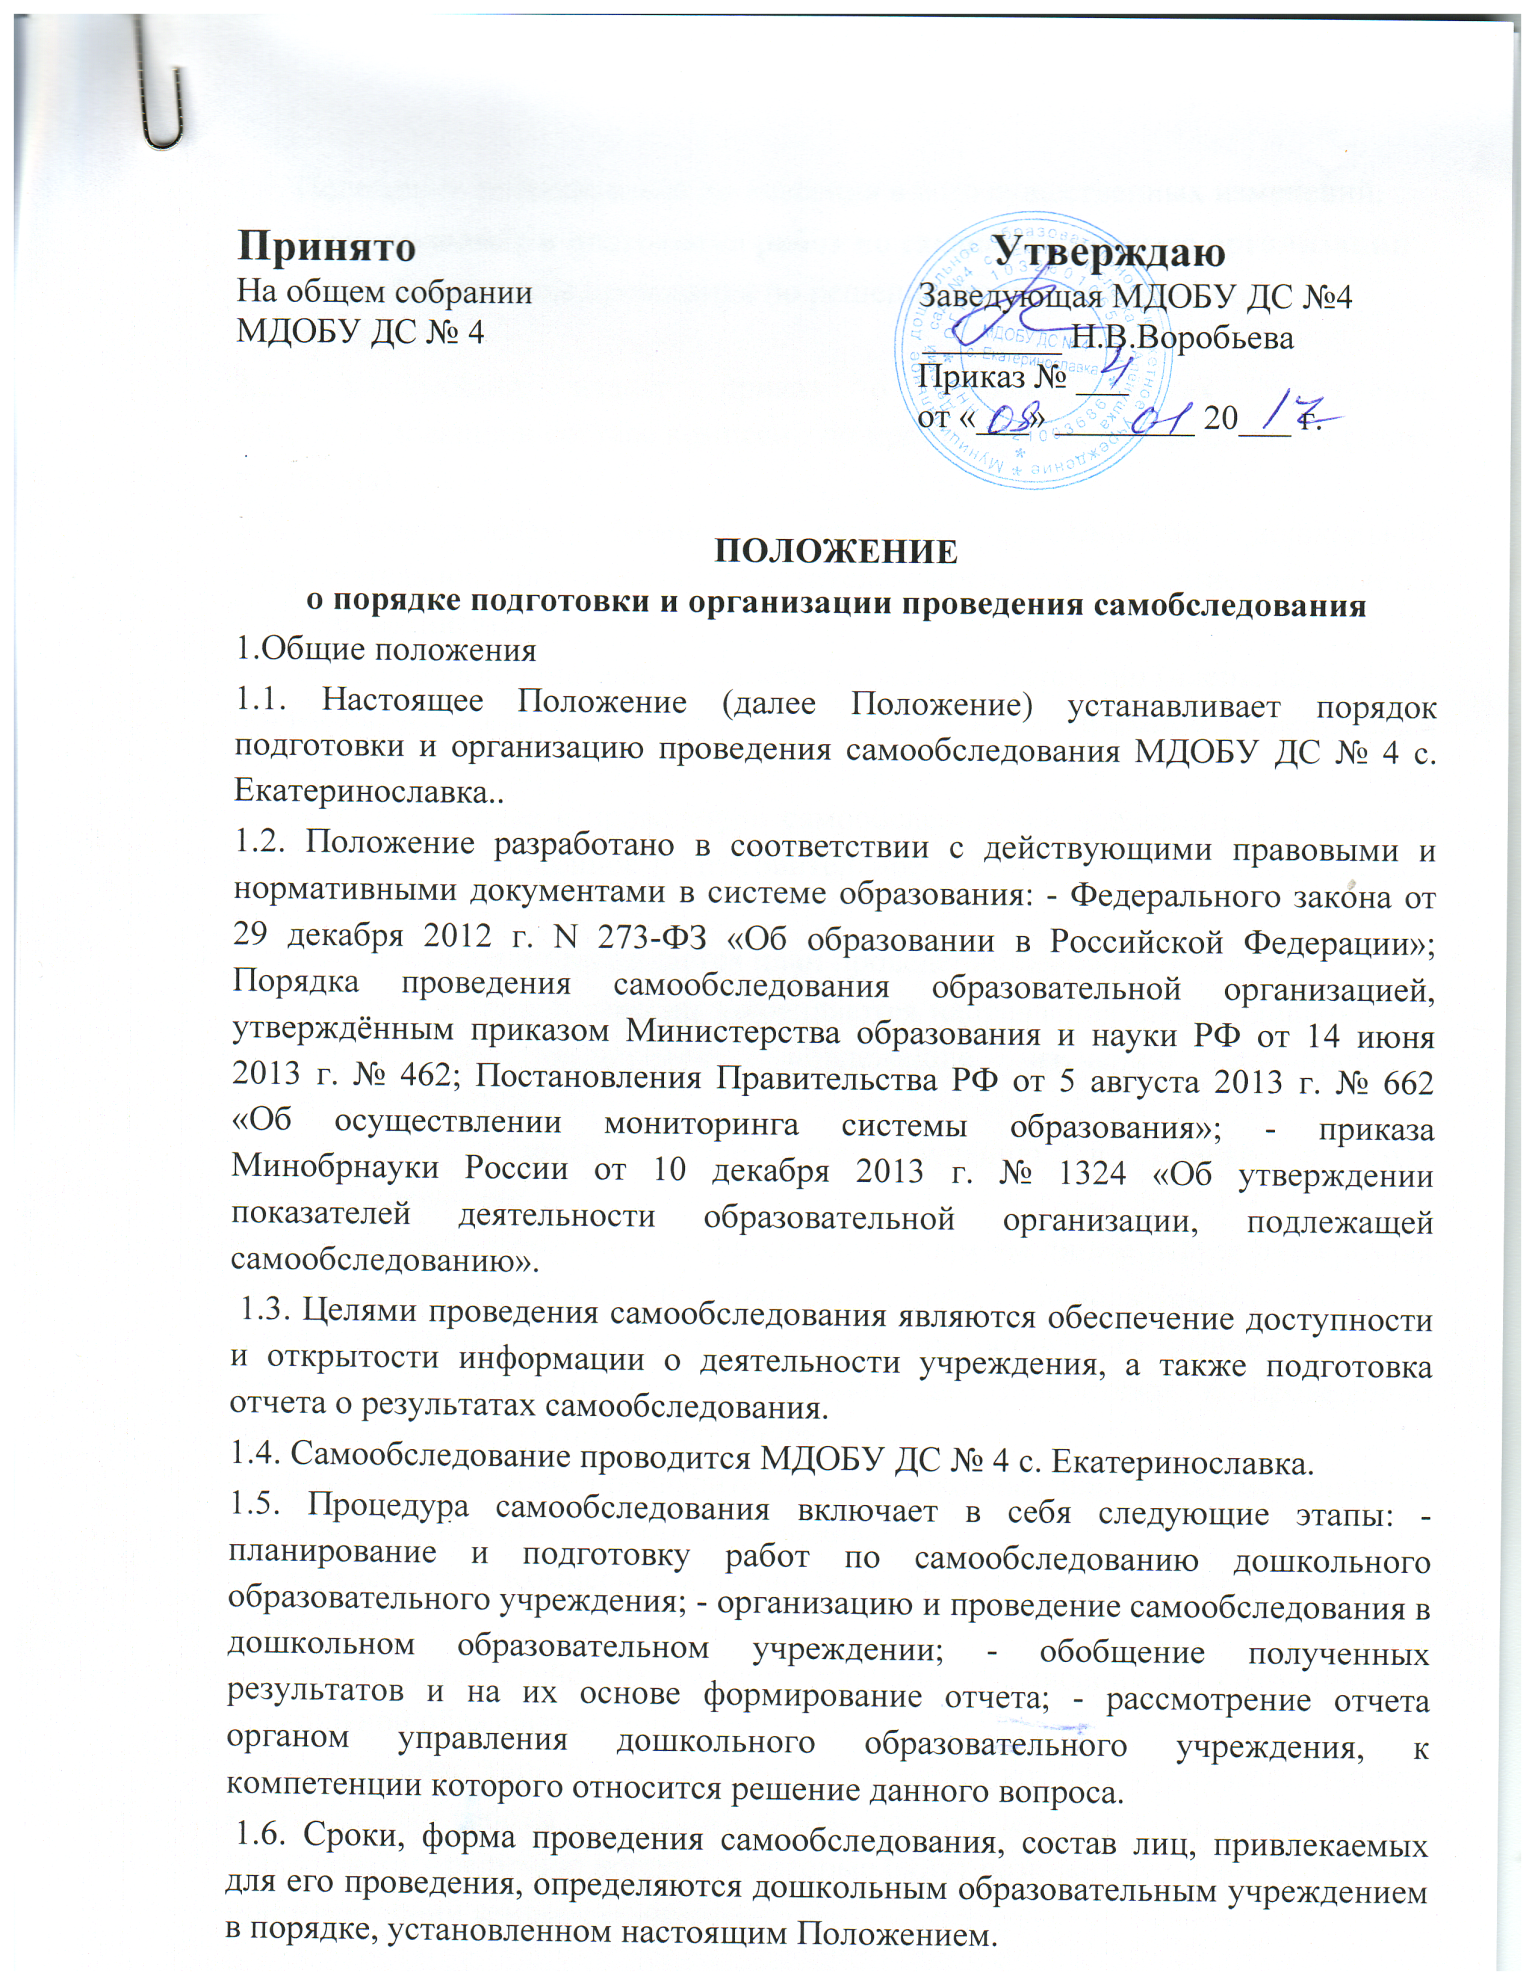 Принято
На общем собрании
МДОБУ ДС № 4
Утверждаю
Заведующая МДОБУ ДС №4
________ Н.В.Воробьева
Приказ № 4
от «08» 01 2017 г.
МДОБУ ДС № 4
с. Екатеринославка
ПОЛОЖЕНИЕ
о порядке подготовки и организации проведения самобследования
1.Общие положения
1.1. Настоящее Положение (далее Положение) устанавливает порядок
подготовки и организацию проведения самообследования МДОБУ ДС № 4 с.
Екатеринославка..
1.2. Положение разработано в соответствии с действующими правовыми и
нормативными документами в системе образования: - Федерального закона от
29 декабря 2012 г. N 273-ФЗ «Об образовании в Российской Федерации»;
Порядка проведения самообследования образовательной организацией,
утверждённым приказом Министерства образования и науки РФ от 14 июня
2013 г. № 462; Постановления Правительства РФ от 5 августа 2013 г. № 662
«Об осуществлении мониторинга системы образования»; - приказа
Минобрнауки России от 10 декабря 2013 г. № 1324 «Об утверждении
показателей деятельности образовательной организации, подлежащей
самообследованию».
1.3. Целями проведения самообследования являются обеспечение доступности
и открытости информации о деятельности учреждения, а также подготовка
отчета о результатах самообследования.
1.4. Самообследование проводится МДОБУ ДС № 4 с. Екатеринославка.
1.5. Процедура самообследования включает в себя следующие этапы: -
планирование и подготовку работ по самообследованию дошкольного
образовательного учреждения; - организацию и проведение самообследования в
дошкольном образовательном учреждении; - обобщение полученных
результатов и на их основе формирование отчета; - рассмотрение отчета
органом управления дошкольного образовательного учреждения, к
компетенции которого относится решение данного вопроса.
1.6. Сроки, форма проведения самообследования, состав лиц, привлекаемых
для его проведения, определяются дошкольным образовательным учреждением
в порядке, установленном настоящим Положением.